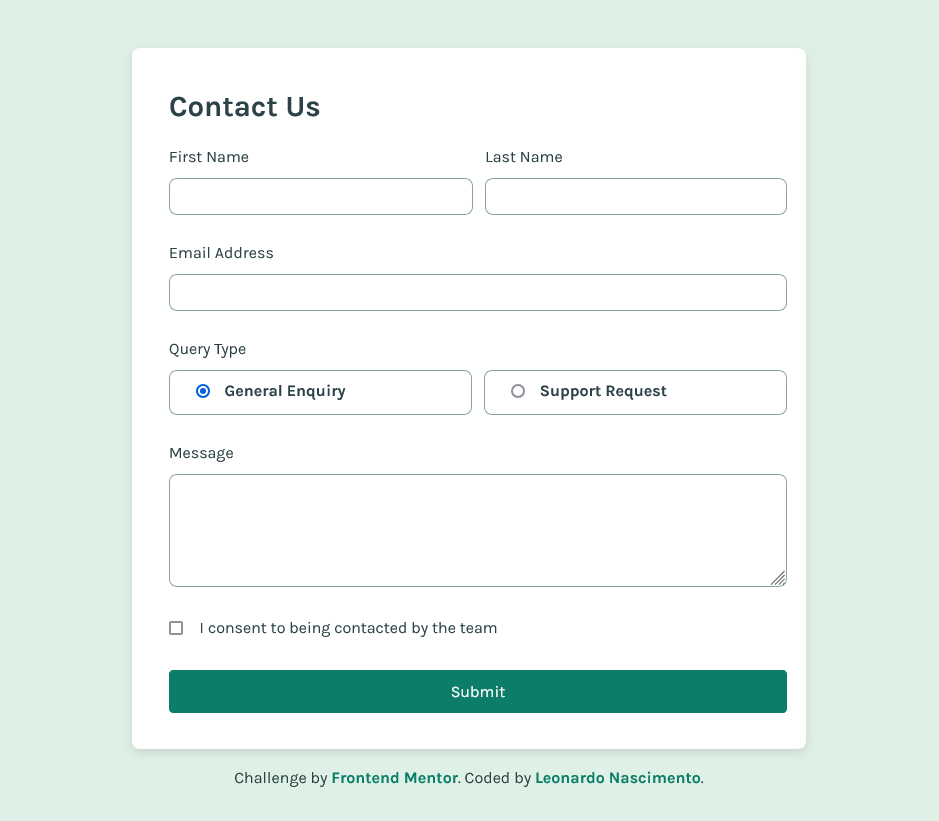 Contact Us
First Name Last Name
Email Address
Query Type
General Enquiry Support Request
Message
I consent to being contacted by the team
Submit
Challenge by Frontend Mentor. Coded by Leonardo Nascimento.